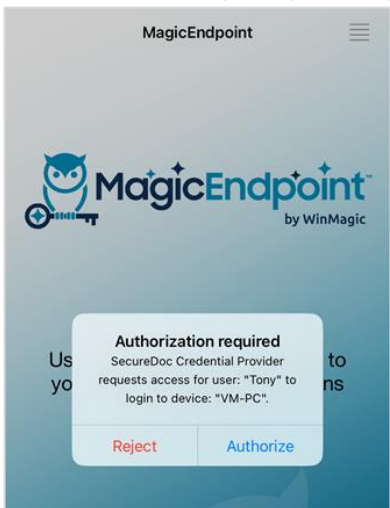 MagicEndpoint
MagicEndpoint™
by WinMagic
Authorization required
SecureDoc Credential Provider
requests access for user: "Tony" to
login to device: "VM-PC".
Reject Authorize